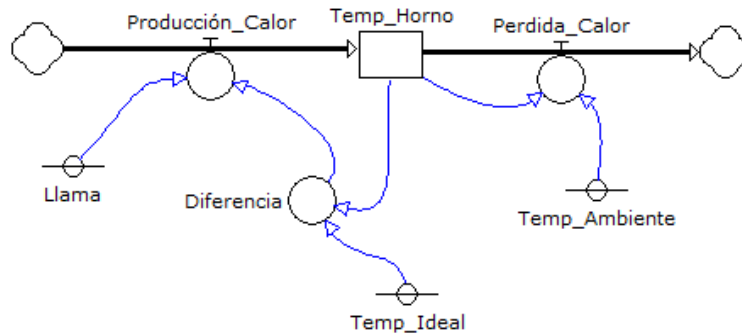 Producción_Calor
Temp_Horno
Perdida_Calor
Llama
Diferencia
Temp_Ambiente
Temp_Ideal